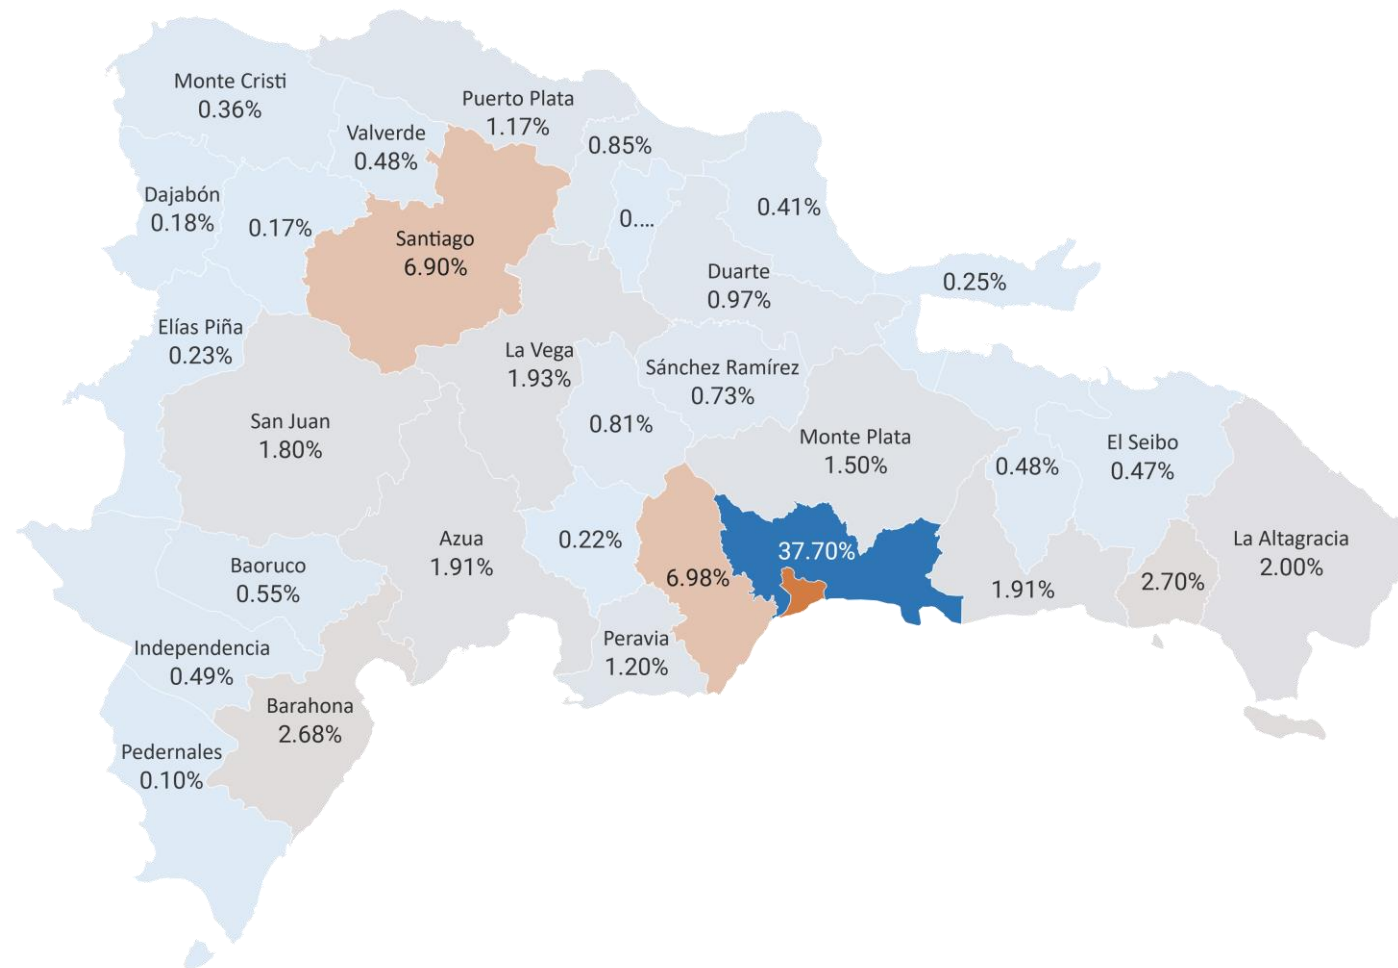 Monte Cristi
0.36%
Puerto Plata
1.17%
Valverde
0.48%
0.85%
Dajabón
0.18%
0.17%
0.41%
0....
Santiago
6.90%
Duarte
0.97%
0.25%
Elías Piña
0.23%
La Vega
1.93%
Sánchez Ramírez
0.73%
San Juan
1.80%
0.81%
Monte Plata
1.50%
0.48%
El Seibo
0.47%
Azua
1.91%
0.22%
37.70%
La Altagracia
2.00%
Baoruco
0.55%
6.98%
1.91%
2.70%
Independencia
0.49%
Peravia
1.20%
Barahona
2.68%
Pedernales
0.10%